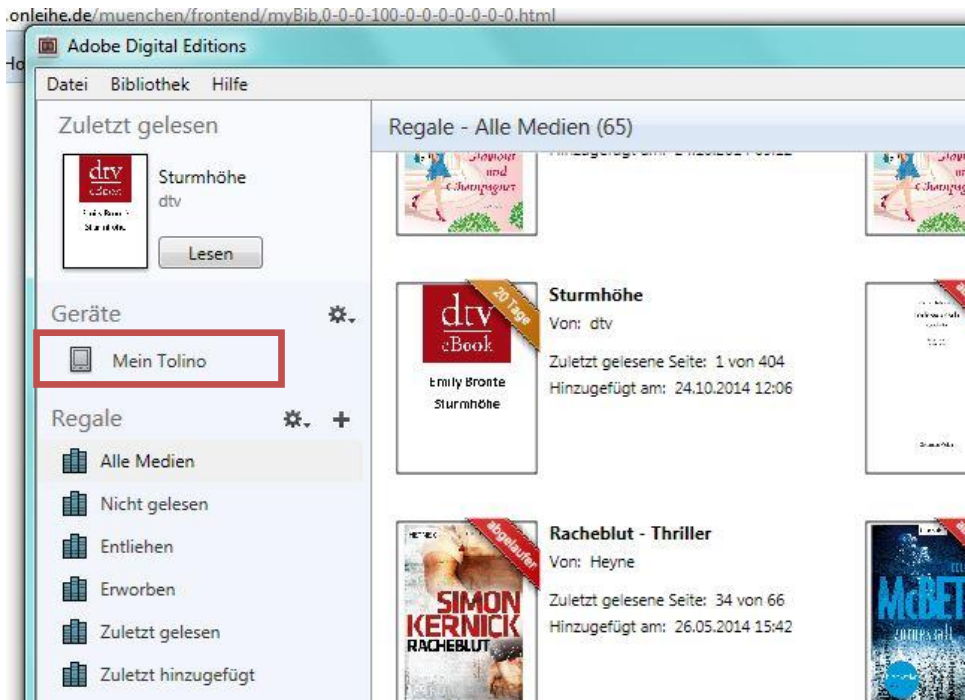 .onleihe.de/muenchen/frontend/myBib,0-0-0-100-0-0-0-0-0-0-0.html
Adobe Digital Editions
Datei Bibliothek Hilfe
Zuletzt gelesen
dtv
eBook
Emily Bronte
Sturmhöhe
Sturmhöhe
dtv
Lesen
Geräte
Mein Tolino
Regale
Alle Medien
Nicht gelesen
Entliehen
Erworben
Zuletzt gelesen
Zuletzt hinzugefügt
Regale - Alle Medien (65)
und
Champagner
dtv
eBook
Emily Bronte
Sturmhöhe
20 Tage
Sturmhöhe
Von: dtv
Zuletzt gelesene Seite: 1 von 404
Hinzugefügt am: 24.10.2014 12:06
HEYNE
abgelaufen
SIMON
KERNICK
RACHEBLUT
Racheblut - Thriller
Von: Heyne
Zuletzt gelesene Seite: 34 von 66
Hinzugefügt am: 26.05.2014 15:42
McBET